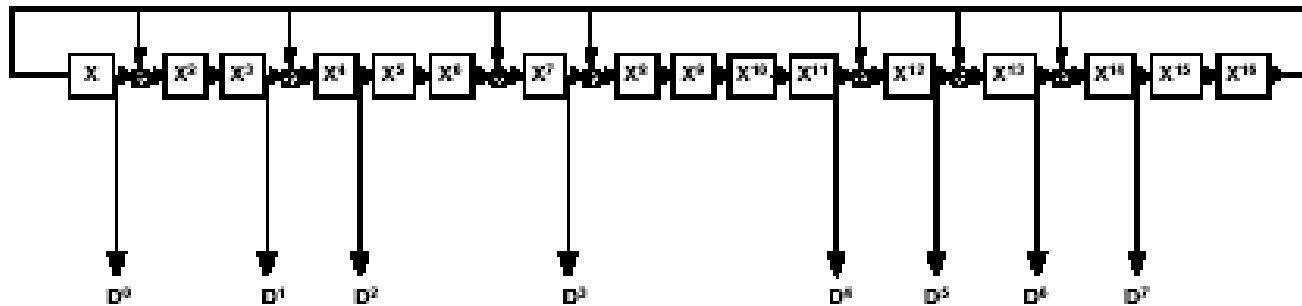 X X² X³ X⁴ X⁵ X⁶ X⁷ X⁸ X⁹ X¹⁰ X¹¹ X¹² X¹³ X¹⁴ X¹⁵ X¹⁶
D⁰ D¹ D² D³ D⁴ D⁵ D⁶ D⁷